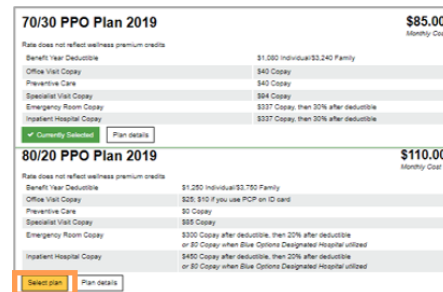 70/30 PPO Plan 2019
$85.00
Monthly Cost
Rate does not reflect wellness premium credits
Benefit Year Deductible $1,080 Individual/$3,240 Family
Office Visit Copay $40 Copay
Preventive Care $40 Copay
Specialist Visit Copay $94 Copay
Emergency Room Copay $337 Copay, then 30% after deductible
Inpatient Hospital Copay $337 Copay, then 30% after deductible
✓ Currently Selected Plan details
80/20 PPO Plan 2019
$110.00
Monthly Cost
Rate does not reflect wellness premium credits
Benefit Year Deductible $1,250 Individual/$3,750 Family
Office Visit Copay $25; $10 if you use PCP on ID card
Preventive Care $0 Copay
Specialist Visit Copay $85 Copay
Emergency Room Copay $300 Copay after deductible, then 20% after deductible
or $0 Copay when Blue Options Designated Hospital utilized
Inpatient Hospital Copay $450 Copay after deductible, then 20% after deductible
or $0 Copay when Blue Options Designated Hospital utilized
Select plan Plan details